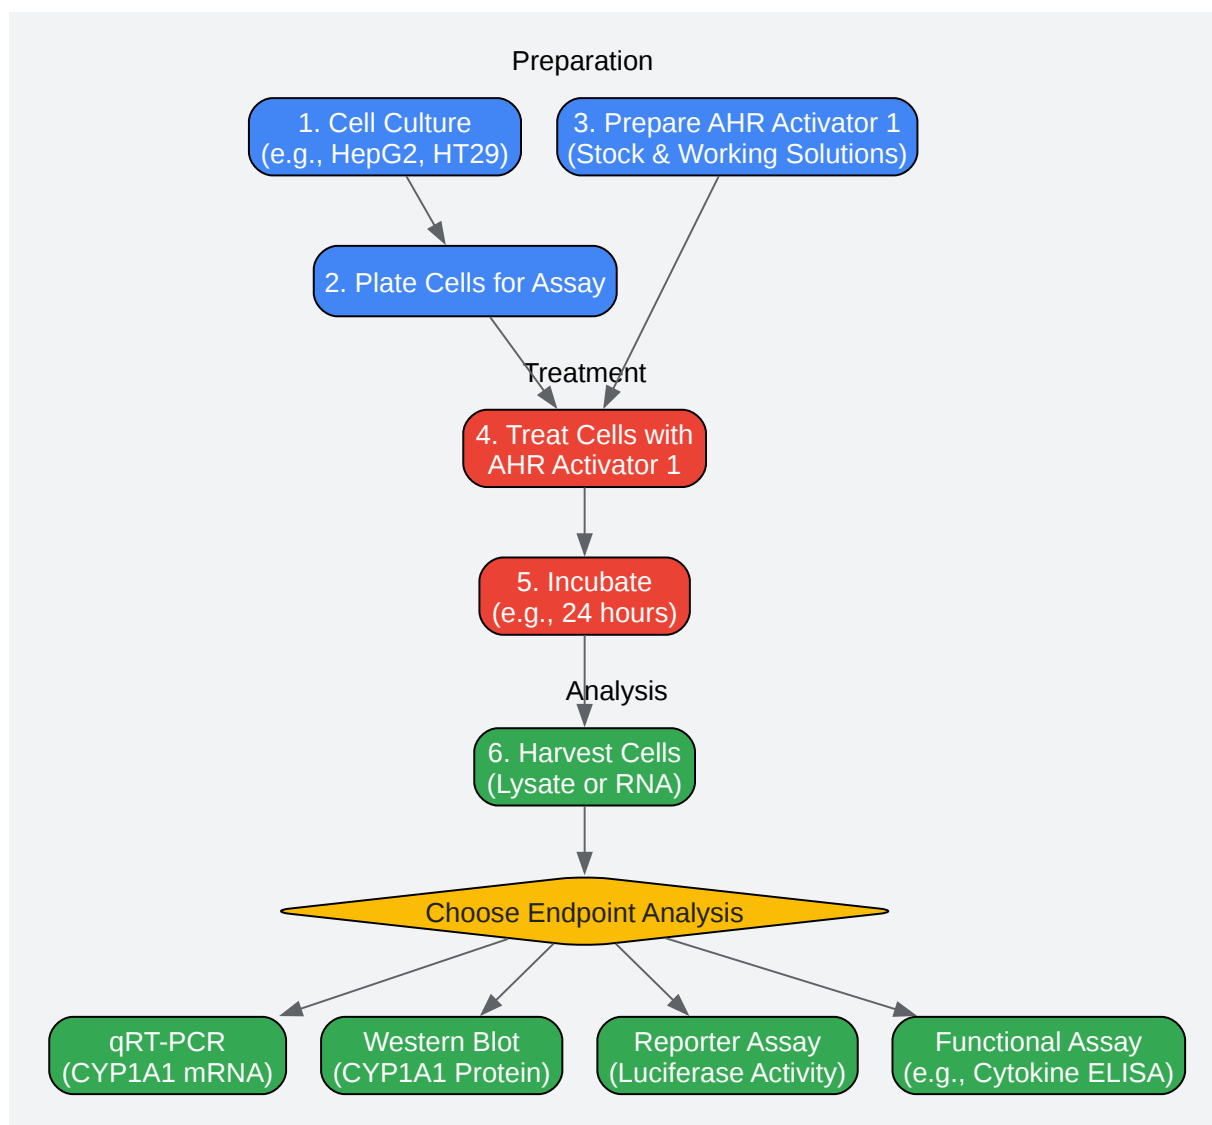 Preparation
1. Cell Culture
(e.g., HepG2, HT29)
3. Prepare AHR Activator 1
(Stock & Working Solutions)
2. Plate Cells for Assay
Treatment
4. Treat Cells with
AHR Activator 1
5. Incubate
(e.g., 24 hours)
Analysis
6. Harvest Cells
(Lysate or RNA)
Choose Endpoint Analysis
qRT-PCR
(CYP1A1 mRNA)
Western Blot
(CYP1A1 Protein)
Reporter Assay
(Luciferase Activity)
Functional Assay
(e.g., Cytokine ELISA)